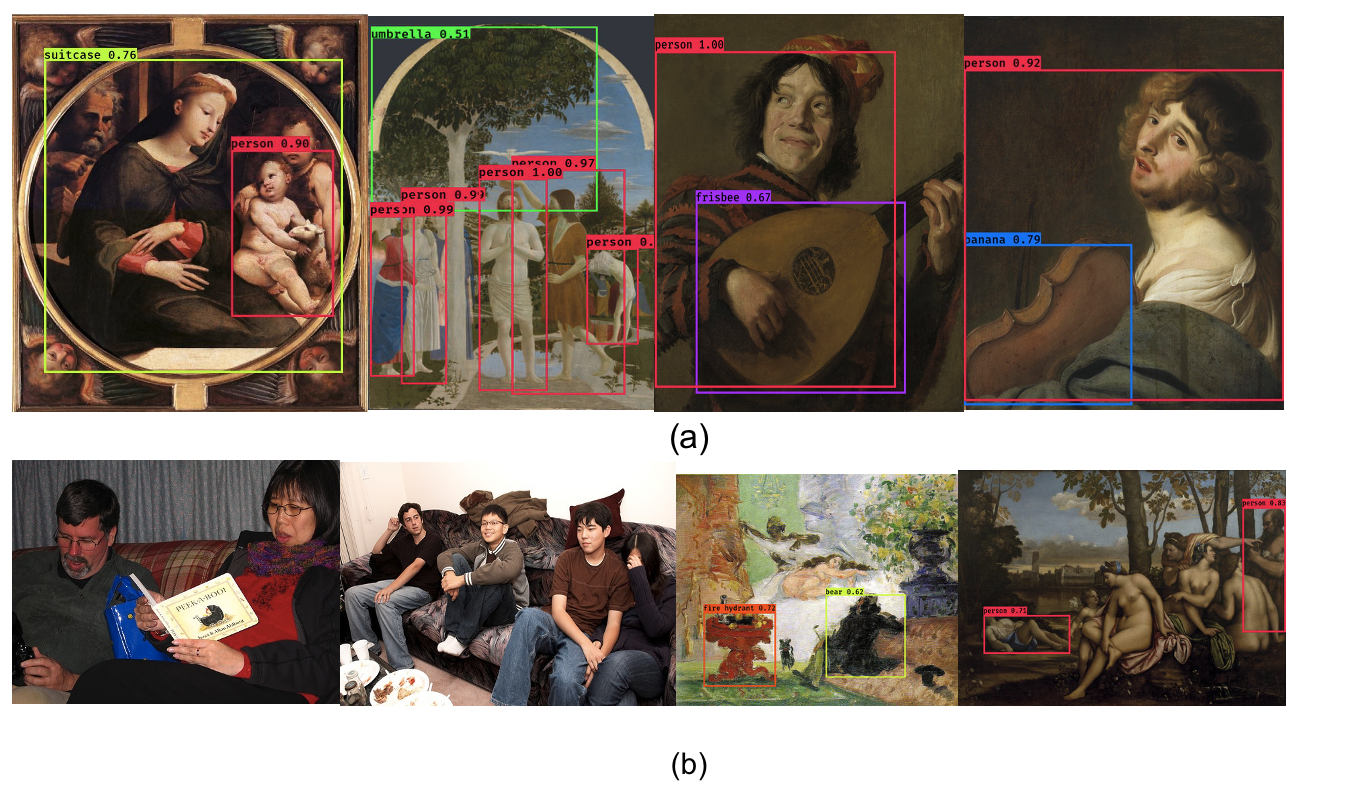 suitcase 0.76
person 0.90
umbrella 0.51
person 0.97
person 1.00
person 0.99
person 0.99
person 0.
person 1.00
frisbee 0.67
person 0.92
banana 0.79
(a)
PEEK-A-BOO!
fire hydrant 0.72
bear 0.62
person 0.71
person 0.83
(b)